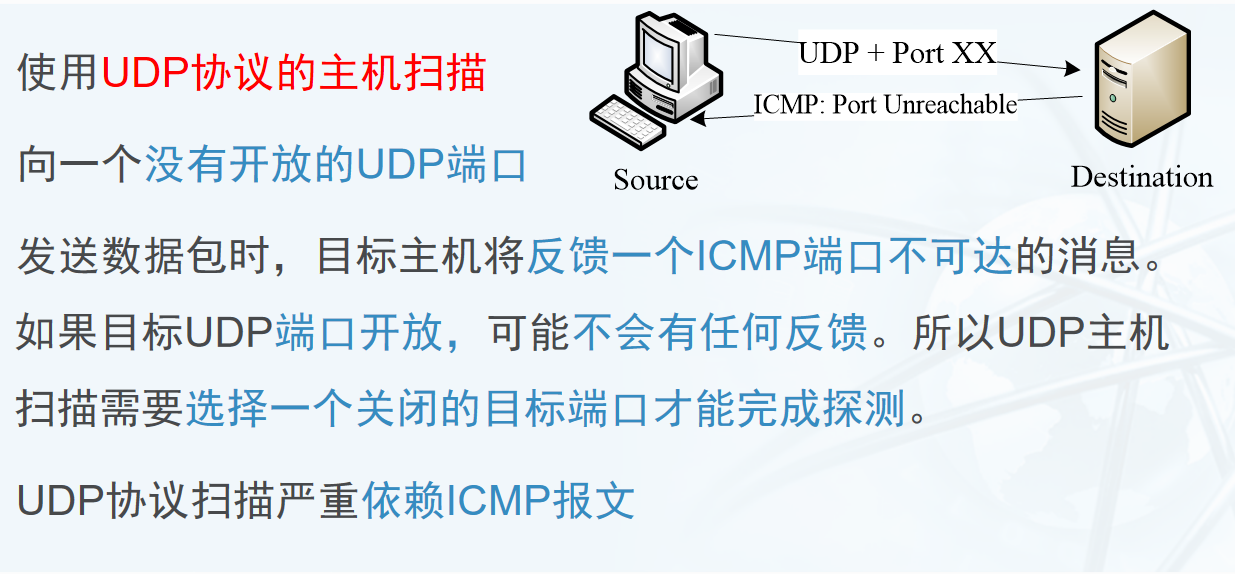 使用UDP协议的主机扫描
UDP + Port XX
ICMP: Port Unreachable
Source
Destination
向一个没有开放的UDP端口
发送数据包时，目标主机将反馈一个ICMP端口不可达的消息。
如果目标UDP端口开放，可能不会有任何反馈。所以UDP主机
扫描需要选择一个关闭的目标端口才能完成探测。
UDP协议扫描严重依赖ICMP报文